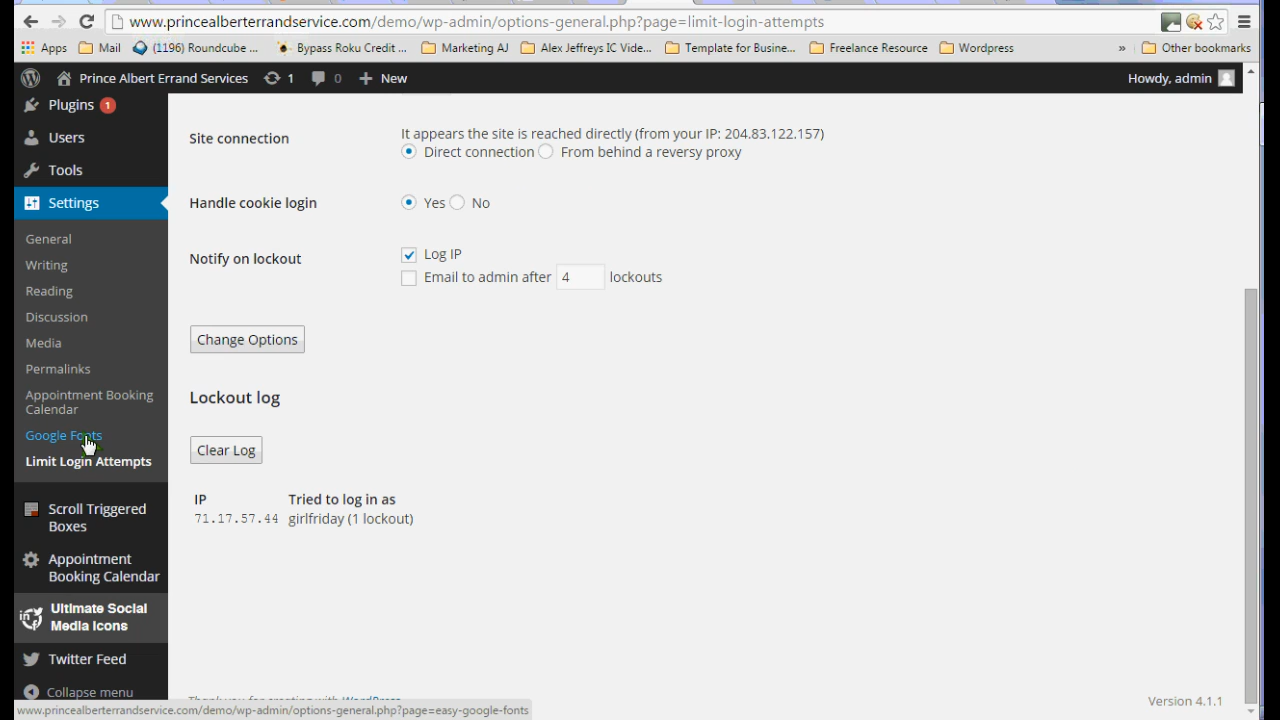 www.princealberterrandservice.com/demo/wp-admin/options-general.php?page=limit-login-attempts
Apps Mail (1196) Roundcube ... Bypass Roku Credit ... Marketing AJ Alex Jeffreys IC Vide... Template for Busine... Freelance Resource Wordpress » Other bookmarks
Prince Albert Errand Services 1 0 New Howdy, admin
Plugins 1
Users
Tools
Settings
General
Writing
Reading
Discussion
Media
Permalinks
Appointment Booking
Calendar
Google Fonts
Limit Login Attempts
Scroll Triggered
Boxes
Appointment
Booking Calendar
Ultimate Social
Media Icons
Twitter Feed
Collapse menu
Site connection
It appears the site is reached directly (from your IP: 204.83.122.157)
Direct connection From behind a reversy proxy
Handle cookie login
Yes No
Notify on lockout
Log IP
Email to admin after 4 lockouts
Change Options
Lockout log
Clear Log
IP Tried to log in as
71.17.57.44 girlfriday (1 lockout)
Thank you for creating with WordPress.
Version 4.1.1
www.princealberterrandservice.com/demo/wp-admin/options-general.php?page=easy-google-fonts